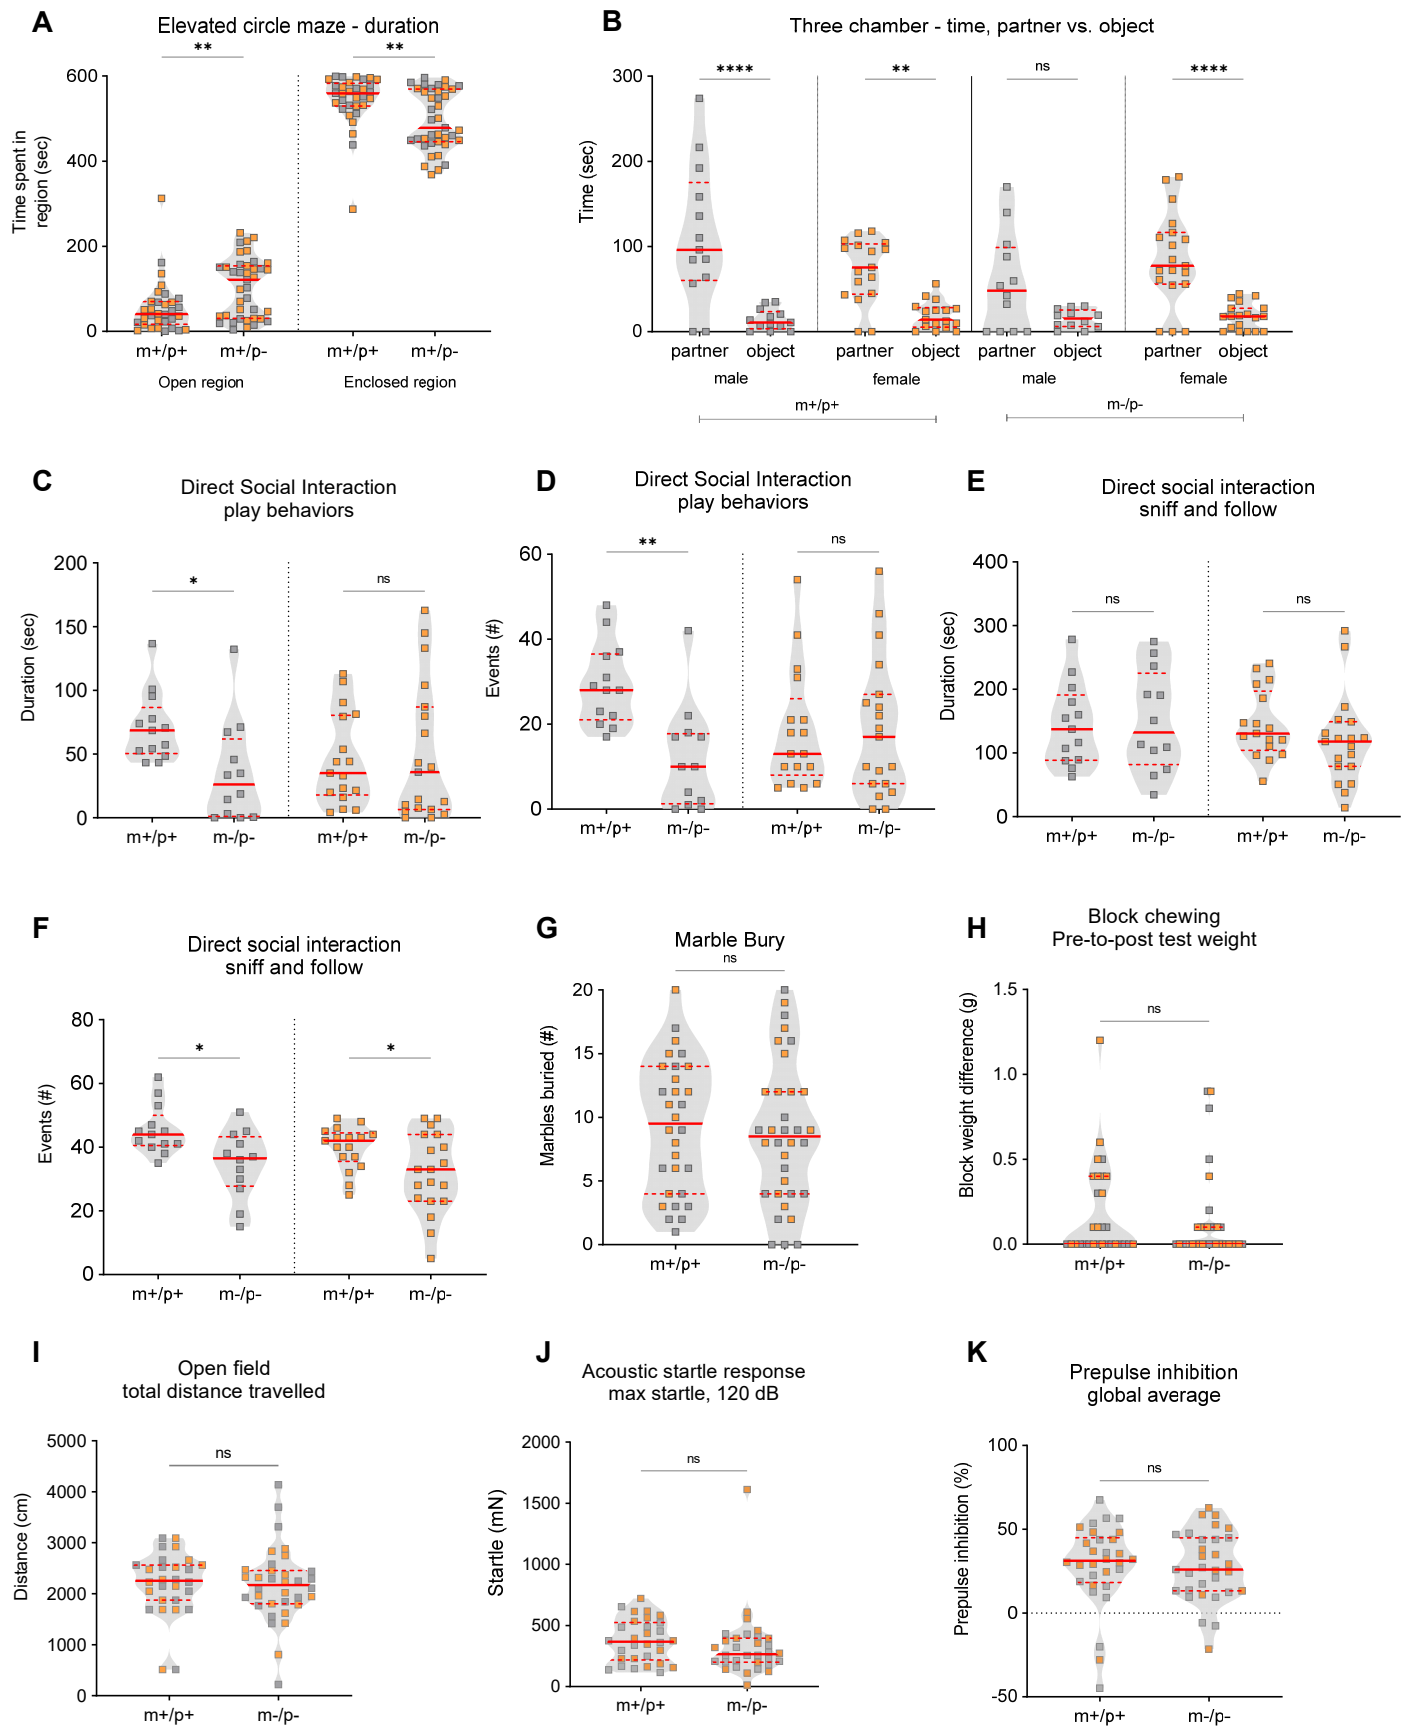 A
Elevated circle maze - duration
**
**
Time spent in
region (sec)
600
400
200
0
m+/p+
m+/p-
m+/p+
m+/p-
Open region
Enclosed region
B
Three chamber - time, partner vs. object
****
**
ns
****
Time (sec)
300
200
100
0
partner
object
partner
object
partner
object
partner
object
male
female
male
female
m+/p+
m-/p-
C
Direct Social Interaction
play behaviors
*
ns
Duration (sec)
200
150
100
50
0
m+/p+
m-/p-
m+/p+
m-/p-
D
Direct Social Interaction
play behaviors
**
ns
Events (#)
60
40
20
0
m+/p+
m-/p-
m+/p+
m-/p-
E
Direct social interaction
sniff and follow
ns
ns
Duration (sec)
400
300
200
100
0
m+/p+
m-/p-
m+/p+
m-/p-
F
Direct social interaction
sniff and follow
*
*
Events (#)
80
60
40
20
0
m+/p+
m-/p-
m+/p+
m-/p-
G
Marble Bury
ns
Marbles buried (#)
20
15
10
5
0
m+/p+
m-/p-
H
Block chewing
Pre-to-post test weight
ns
Block weight difference (g)
1.5
1.0
0.5
0.0
m+/p+
m-/p-
I
Open field
total distance travelled
ns
Distance (cm)
5000
4000
3000
2000
1000
0
m+/p+
m-/p-
J
Acoustic startle response
max startle, 120 dB
ns
Startle (mN)
2000
1500
1000
500
0
m+/p+
m-/p-
K
Prepulse inhibition
global average
ns
Prepulse inhibition (%)
100
50
0
-50
m+/p+
m-/p-